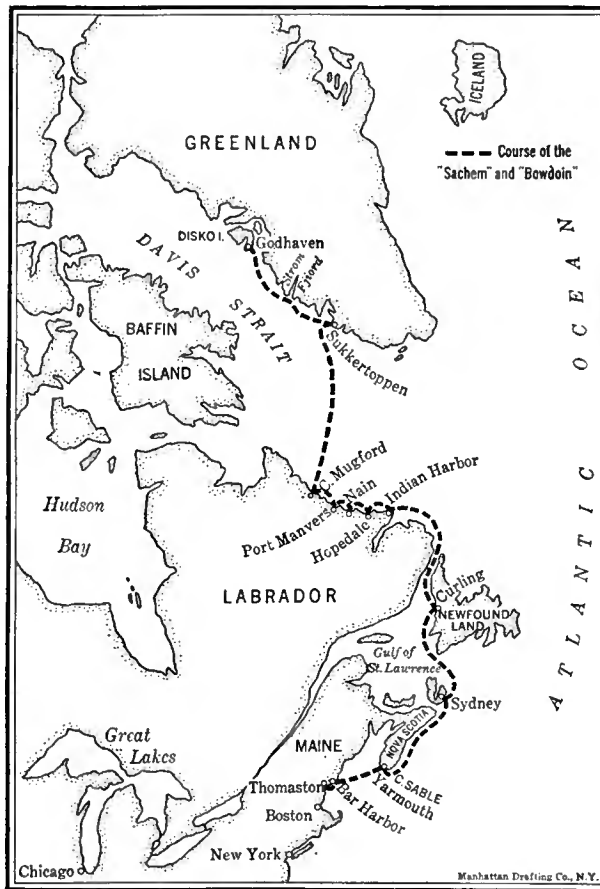 ICELAND
GREENLAND
Course of the
"Sachem" and "Bowdoin"
DISKO I.
Godhaven
DAVIS
STRAIT
Strom
Fjord
BAFFIN
ISLAND
Sukkertoppen
ATLANTIC OCEAN
C. Mugford
Nain
Indian Harbor
Port Manvers
Hopedale
Hudson
Bay
LABRADOR
Curling
NEWFOUND
LAND
Gulf of
St. Lawrence
Sydney
Great
Lakes
MAINE
NOVA SCOTIA
C. SABLE
Yarmouth
Thomaston
Bar Harbor
Boston
New York
Chicago
Manhattan Drafting Co., N.Y.